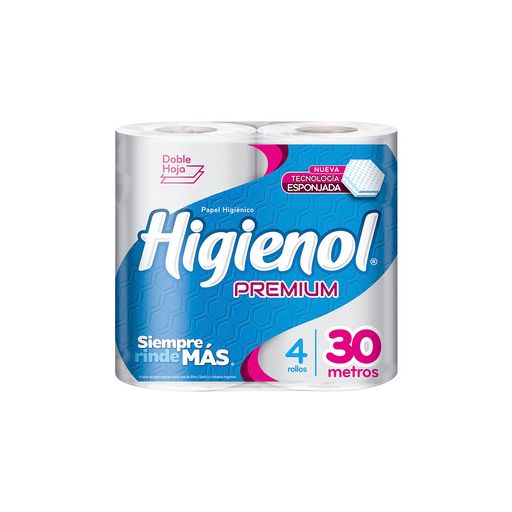 Doble
Hoja
NUEVA
TECNOLOGÍA
ESPONJADA
Papel Higiénico
Higienol®
PREMIUM
Siempre
rinde MÁS.
4
rollos
30
metros